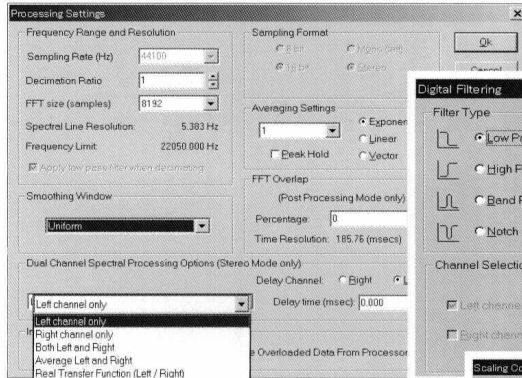 Processing Settings
Frequency Range and Resolution
Sampling Rate (Hz) 44100
Decimation Ratio 1
FFT size (samples) 8192
Spectral Line Resolution: 5.383 Hz
Frequency Limit: 22050.000 Hz
Apply low pass filter when decimating
Smoothing Window
Uniform
Sampling Format
8 bit Mono (left)
16 bit Stereo
Averaging Settings
1
Exponen
Linear
Peak Hold Vector
FFT Overlap
(Post Processing Mode only)
Percentage: 0
Time Resolution: 185.76 (msecs)
Ok
Cancel
Dual Channel Spectral Processing Options (Stereo Mode only)
Delay Channel: Right L
Left channel only
Delay time (msec): 0.000
Left channel only
Right channel only
Both Left and Right
Average Left and Right
Real Transfer Function (Left / Right)
e Overloaded Data From Processor
Digital Filtering
Filter Type
Low Pa
High P
Band P
Notch
Channel Selectio
Left channel
Right chann
Scaling Co